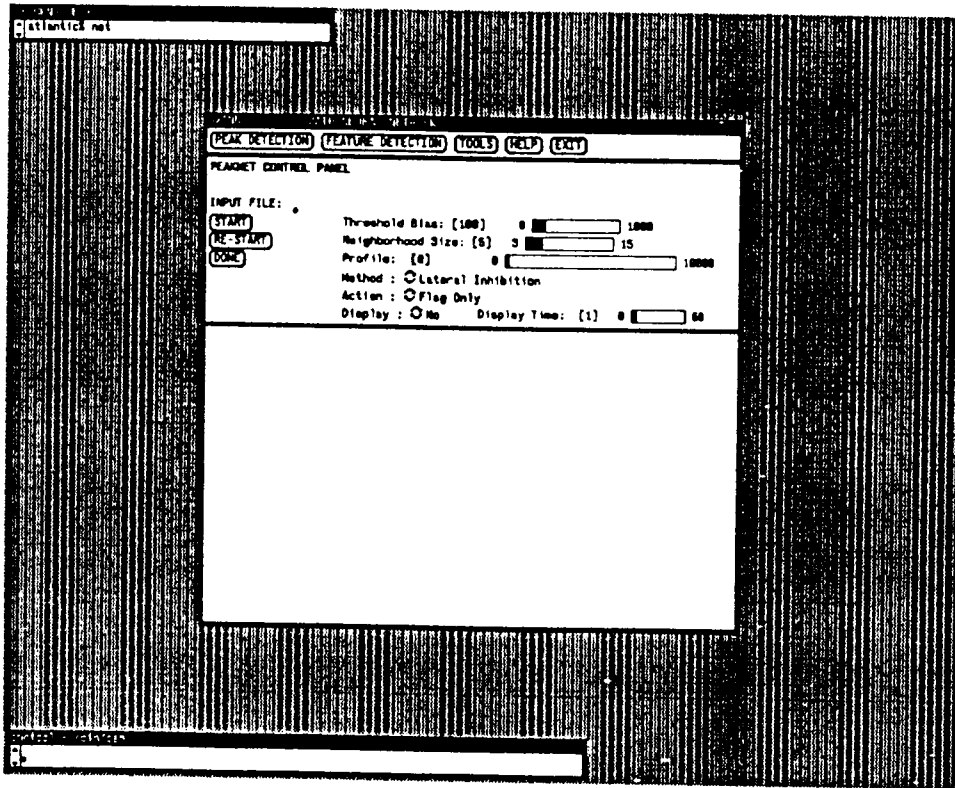 atlantic& net
PEAK DETECTION FEATURE DETECTION TOOLS HELP EXIT
PEAKNET CONTROL PANEL
INPUT FILE:
START Threshold Bias: [100] 0 1000
RE-START Neighborhood Size: [5] 3 15
DONE Profile: [0] 0 10000
Method : Lateral Inhibition
Action : Flag Only
Display : No Display Time: [1] 0 60